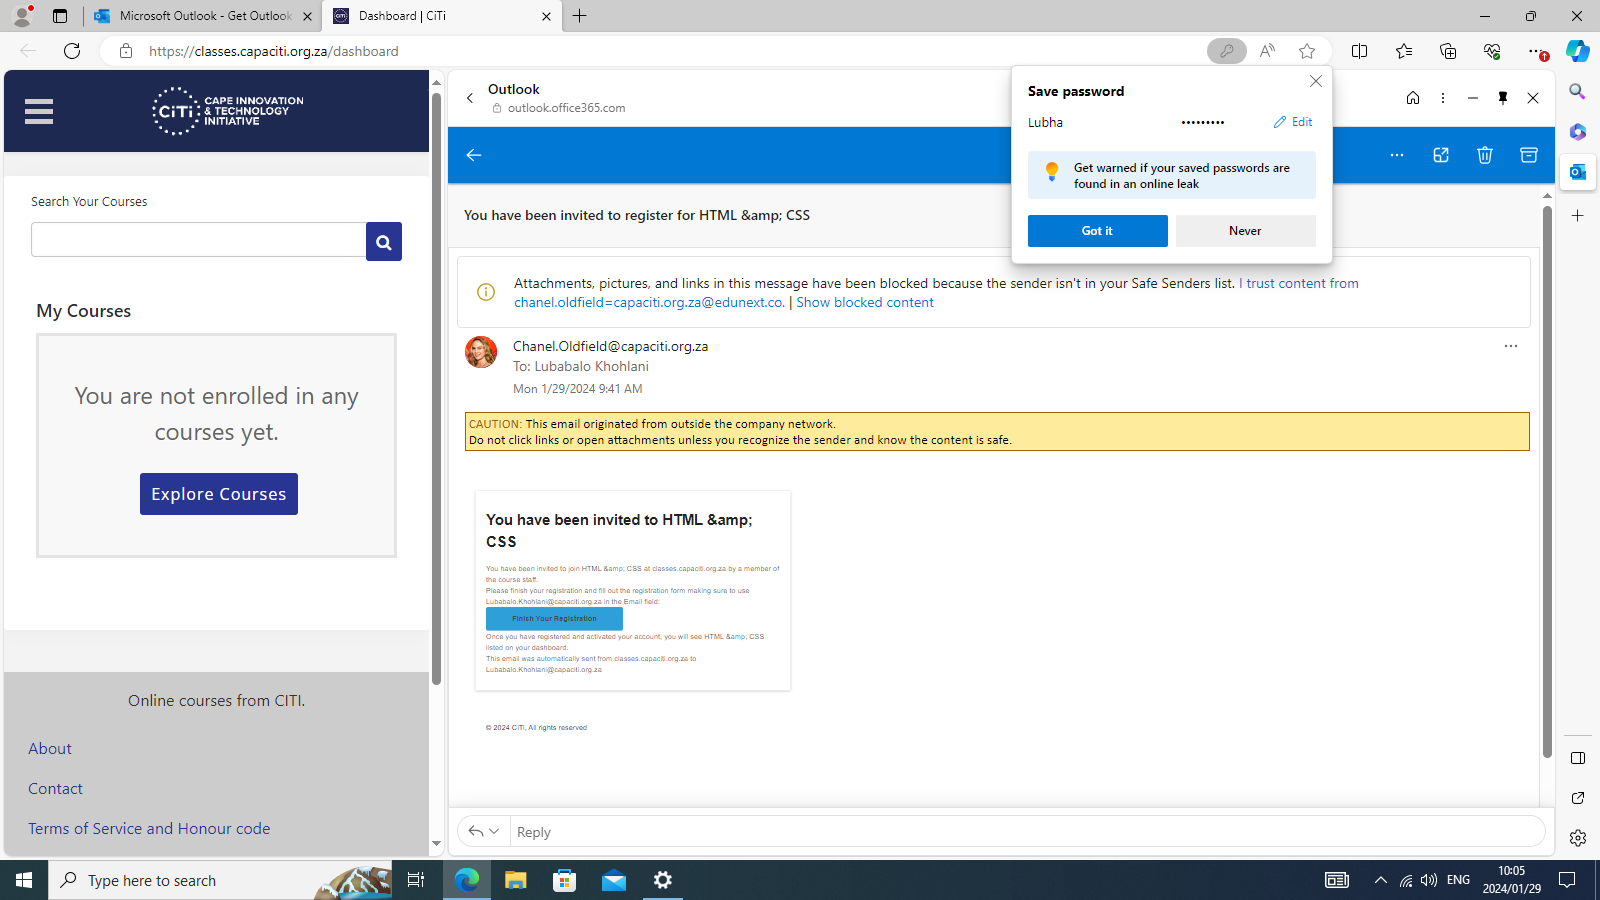 Microsoft Outlook - Get Outlook
Dashboard | CiTi
https://classes.capaciti.org.za/dashboard
CiTi
CAPE INNOVATION
& TECHNOLOGY
INITIATIVE
Search Your Courses
My Courses
You are not enrolled in any
courses yet.
Explore Courses
Online courses from CITI.
About
Contact
Terms of Service and Honour code
Outlook
outlook.office365.com
Save password
Lubha
•••••••••
Edit
Get warned if your saved passwords are
found in an online leak
Got it
Never
You have been invited to register for HTML &amp; CSS
Attachments, pictures, and links in this message have been blocked because the sender isn't in your Safe Senders list. I trust content from
chanel.oldfield=capaciti.org.za@edunext.co. | Show blocked content
Chanel.Oldfield@capaciti.org.za
To: Lubabalo Khohlani
Mon 1/29/2024 9:41 AM
CAUTION: This email originated from outside the company network.
Do not click links or open attachments unless you recognize the sender and know the content is safe.
You have been invited to HTML &amp;
CSS
You have been invited to join HTML &amp; CSS at classes.capaciti.org.za by a member of
the course staff.
Please finish your registration and fill out the registration form making sure to use
Lubabalo.Khohlani@capaciti.org.za in the Email field:
Finish Your Registration
Once you have registered and activated your account, you will see HTML &amp; CSS
listed on your dashboard.
This email was automatically sent from classes.capaciti.org.za to
Lubabalo.Khohlani@capaciti.org.za
© 2024 CiTi, All rights reserved
Reply
Type here to search
ENG
10:05
2024/01/29